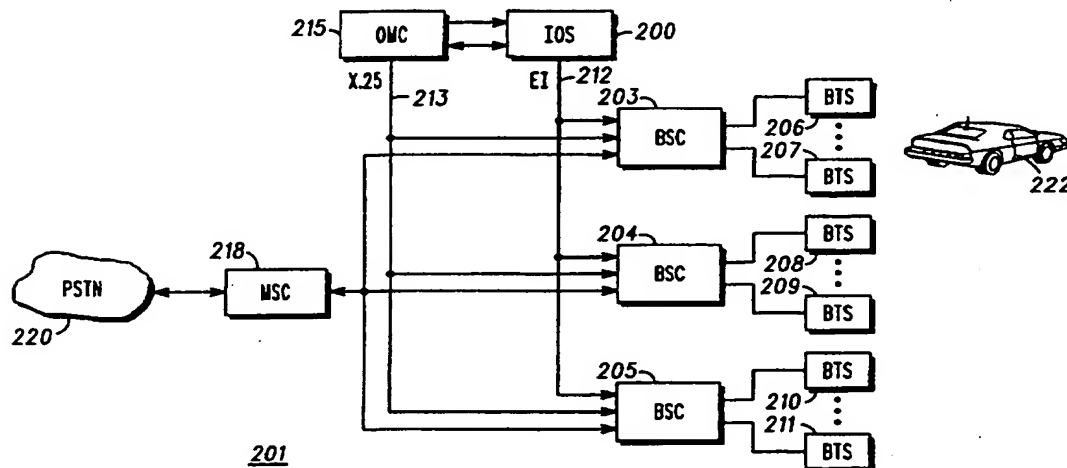 215 OMC IOS 200
X.25 213 EI 212
203 BSC
BTS 206
207 BTS
222
204 BSC
BTS 208
209 BTS
218 MSC
PSTN 220
205 BSC
BTS 210
211 BTS
201